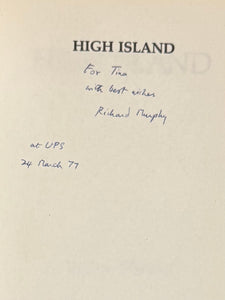 HIGH ISLAND
For Tina
with best wishes
Richard Murphy
at UPS
24 March 77